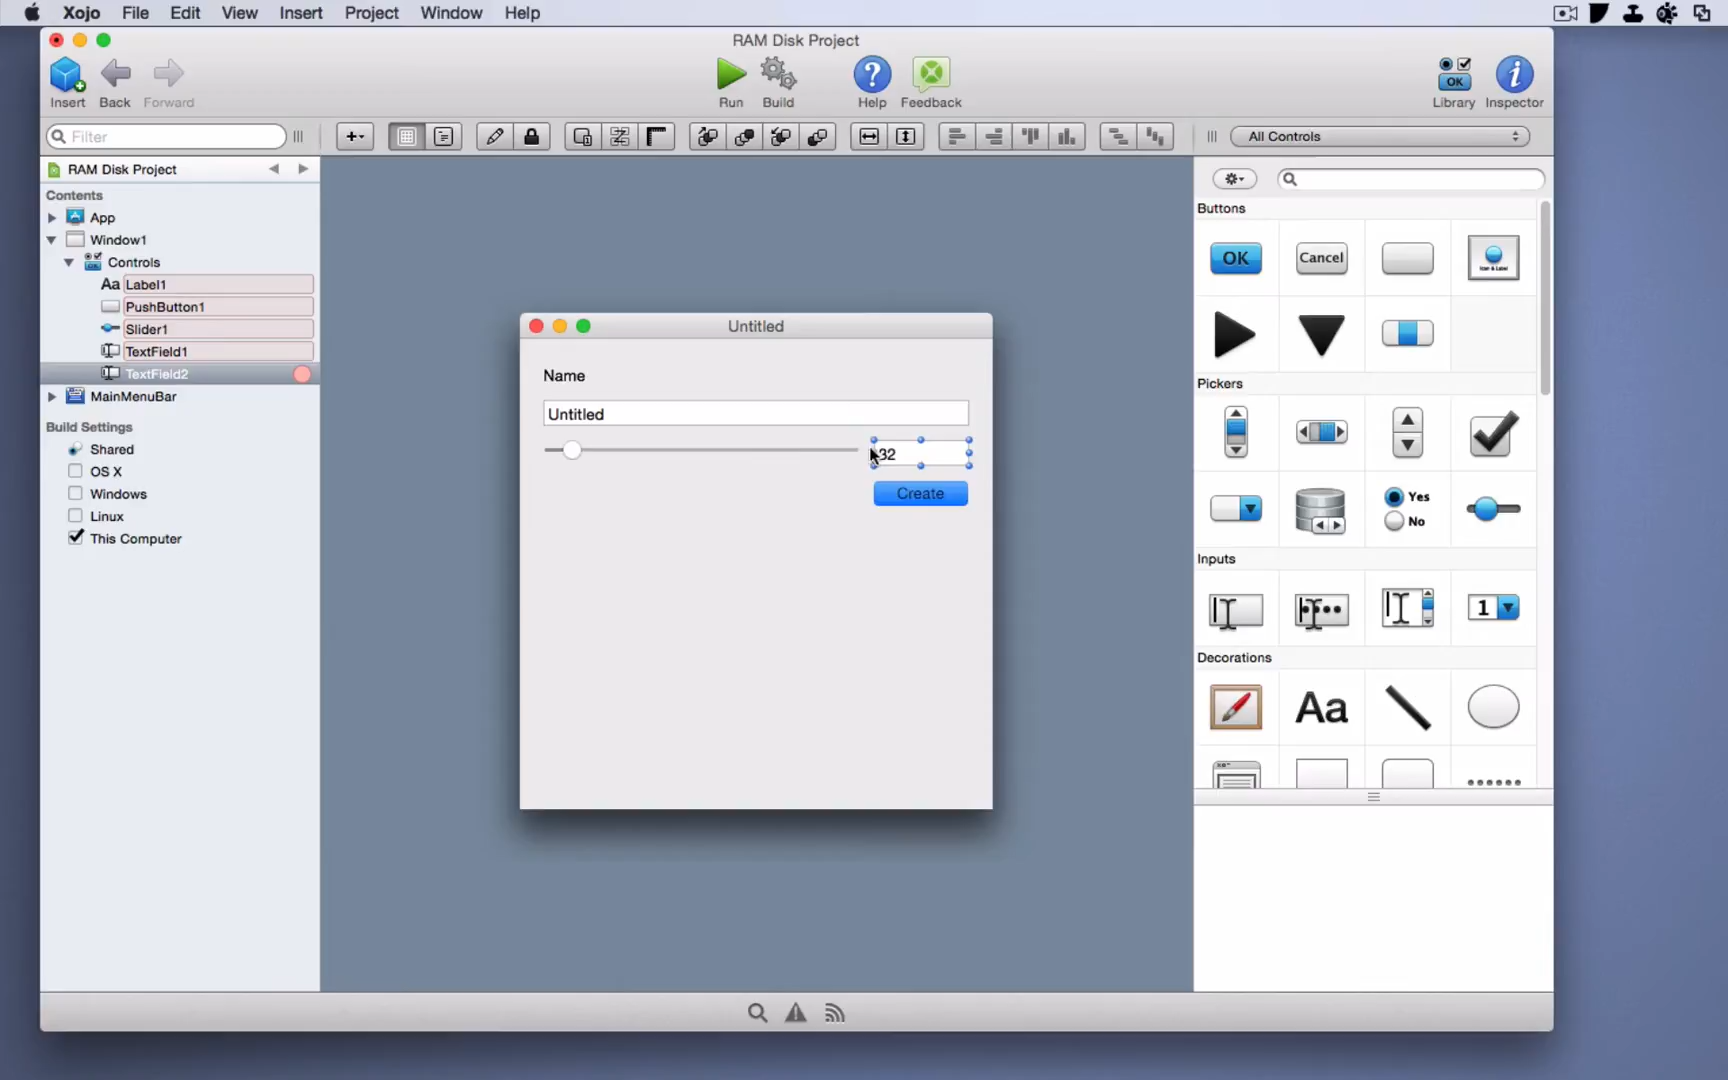 Xojo File Edit View Insert Project Window Help
RAM Disk Project
Insert Back Forward Run Build Help Feedback OK Library Inspector
Filter All Controls
RAM Disk Project
Contents
App
Window1
Controls
Aa Label1
PushButton1
Slider1
TextField1
TextField2
MainMenuBar
Build Settings
Shared
OS X
Windows
Linux
This Computer
Untitled
Name
Untitled
32
Create
Buttons
OK Cancel
Pickers
Yes
No
Inputs
1
Decorations
Aa